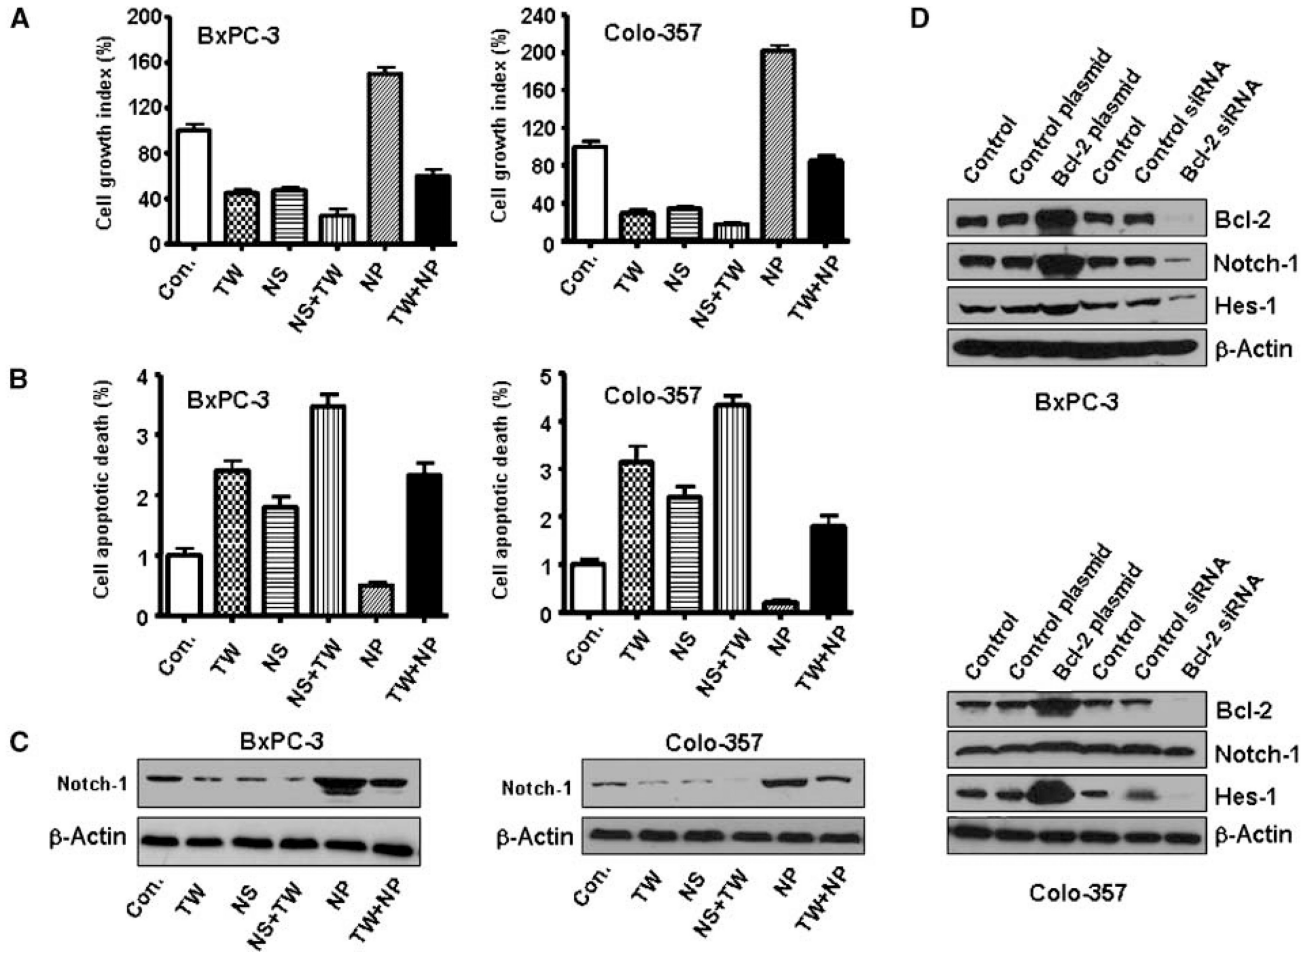 A
BxPC-3
Cell growth index (%)
200
160
120
80
40
0
Con.
TW
NS
NS+TW
NP
TW+NP
Colo-357
Cell growth index (%)
240
200
160
120
80
40
0
Con.
TW
NS
NS+TW
NP
TW+NP
B
BxPC-3
Cell apoptotic death (%)
4
3
2
1
0
Con.
TW
NS
NS+TW
NP
TW+NP
Colo-357
Cell apoptotic death (%)
5
4
3
2
1
0
Con.
TW
NS
NS+TW
NP
TW+NP
C
BxPC-3
Notch-1
β-Actin
Con.
TW
NS
NS+TW
NP
TW+NP
Colo-357
Notch-1
β-Actin
Con.
TW
NS
NS+TW
NP
TW+NP
D
Control
Control plasmid
Bcl-2 plasmid
Control
Control siRNA
Bcl-2 siRNA
Bcl-2
Notch-1
Hes-1
β-Actin
BxPC-3
Control
Control plasmid
Bcl-2 plasmid
Control
Control siRNA
Bcl-2 siRNA
Bcl-2
Notch-1
Hes-1
β-Actin
Colo-357